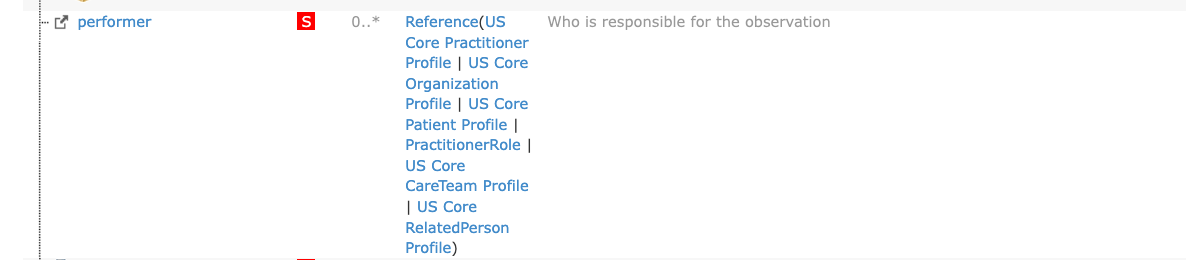 performer S 0..* Reference(US Who is responsible for the observation
Core Practitioner
Profile | US Core
Organization
Profile | US Core
Patient Profile |
PractitionerRole |
US Core
CareTeam Profile
| US Core
RelatedPerson
Profile)